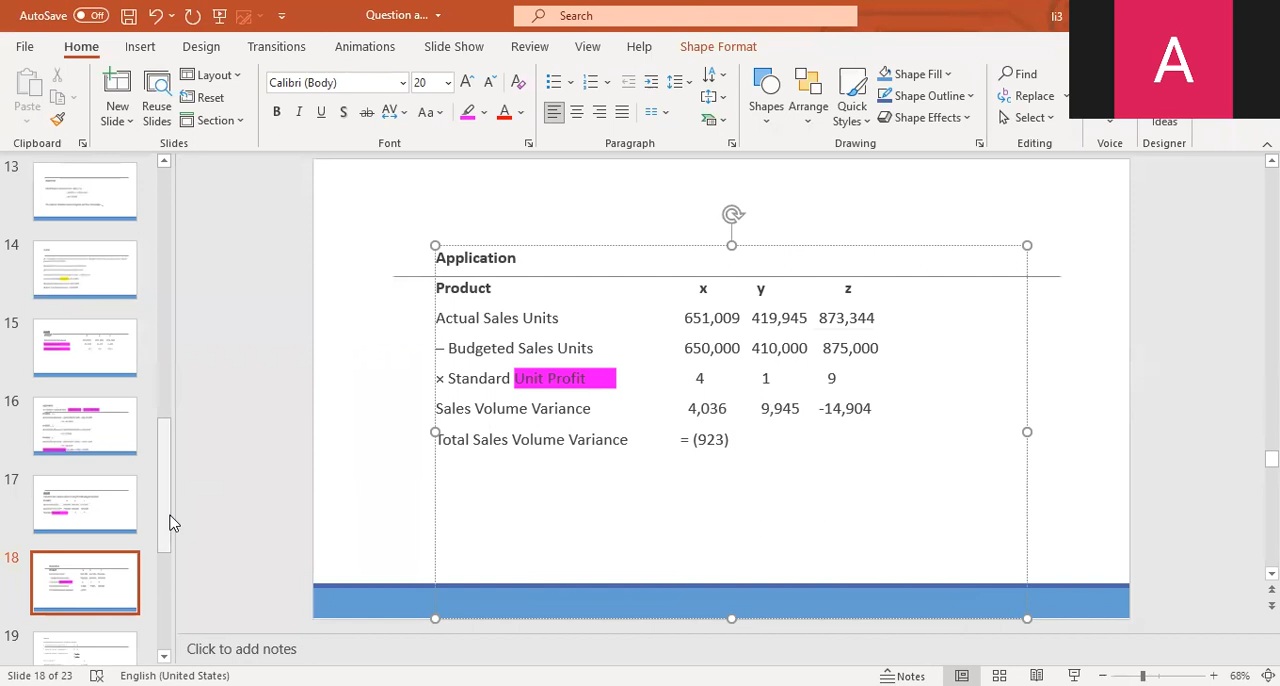 AutoSave Off Question a... Search li3
File Home Insert Design Transitions Animations Slide Show Review View Help Shape Format
A
Paste New Slide Reuse Slides Layout Reset Section Calibri (Body) 20 Shapes Arrange Quick Styles Shape Fill Shape Outline Shape Effects Find Replace Select Ideas
B I U S ab AV Aa A
Clipboard Slides Font Paragraph Drawing Editing Voice Designer
13
14
15
16
17
18
19
Application
Product x y z
Actual Sales Units 651,009 419,945 873,344
– Budgeted Sales Units 650,000 410,000 875,000
× Standard Unit Profit 4 1 9
Sales Volume Variance 4,036 9,945 -14,904
Total Sales Volume Variance = (923)
Click to add notes
Slide 18 of 23 English (United States) Notes 68%